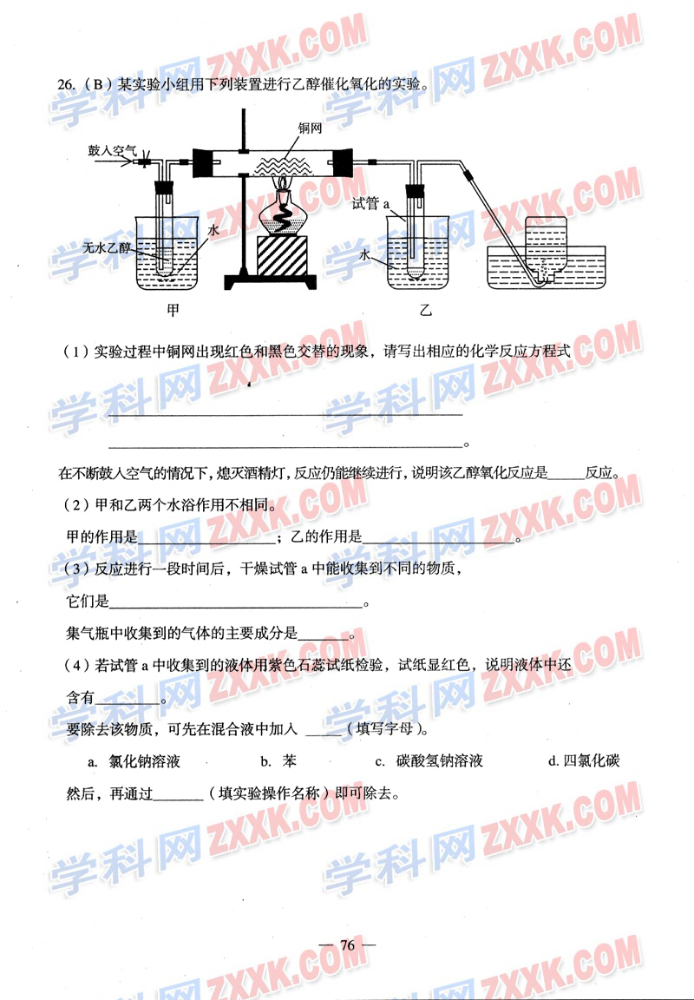 学科网 ZXXK.COM
26.（B）某实验小组用下列装置进行乙醇催化氧化的实验。
铜网
鼓人空气
试管 a
水
无水乙醇
水
甲
乙
（1）实验过程中铜网出现红色和黑色交替的现象，请写出相应的化学反应方程式
。
在不断鼓人空气的情况下，熄灭酒精灯，反应仍能继续进行，说明该乙醇氧化反应是_____反应。
（2）甲和乙两个水浴作用不相同。
甲的作用是__________________；乙的作用是____________________。
（3）反应进行一段时间后，干燥试管 a 中能收集到不同的物质，
它们是__________________________________。
集气瓶中收集到的气体的主要成分是_______。
（4）若试管 a 中收集到的液体用紫色石蕊试纸检验，试纸显红色，说明液体中还
含有_________。
要除去该物质，可先在混合液中加入 _____（填写字母）。
a. 氯化钠溶液 b. 苯 c. 碳酸氢钠溶液 d. 四氯化碳
然后，再通过_______（填实验操作名称）即可除去。
— 76 —